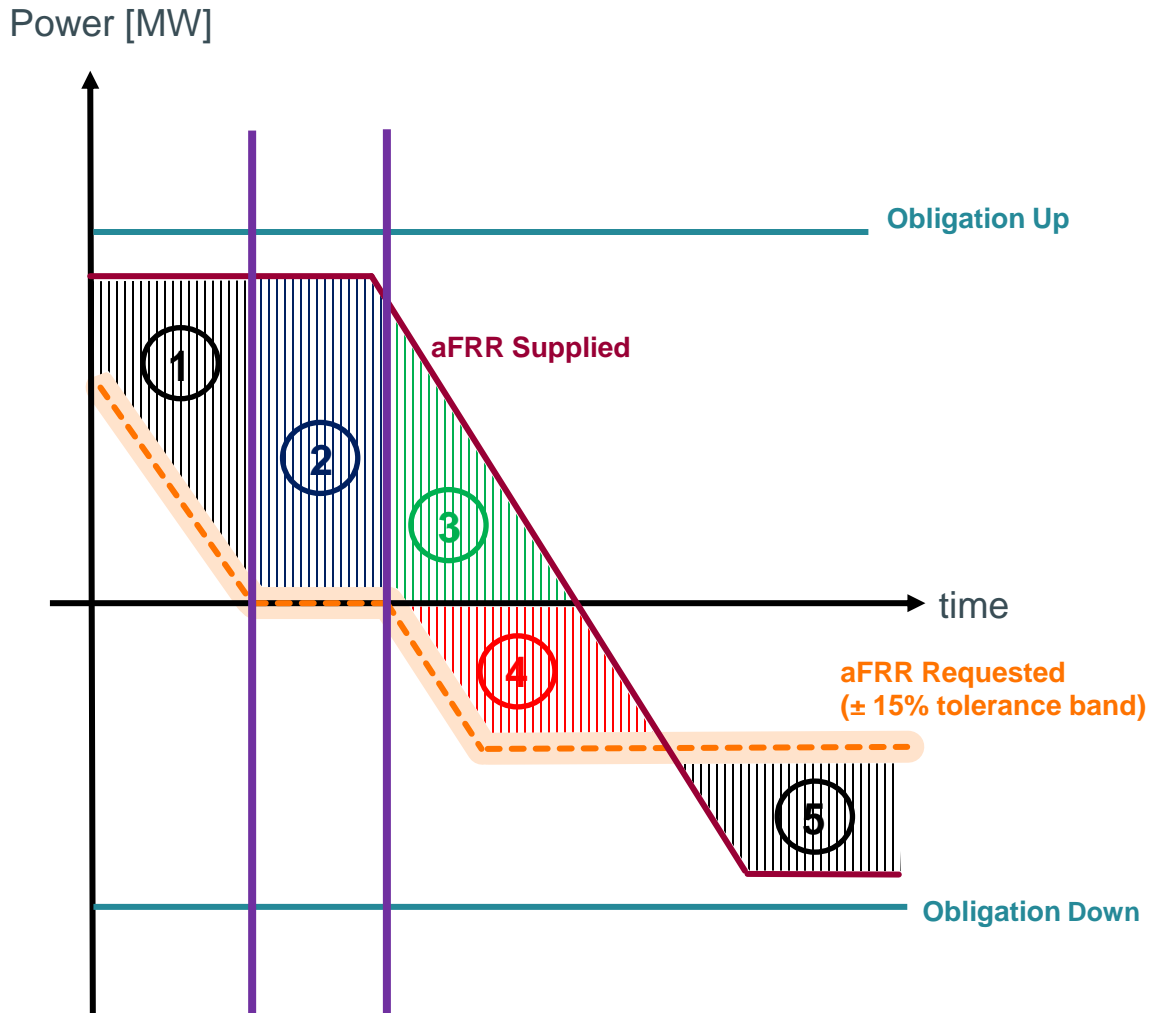 Power [MW]
Obligation Up
aFRR Supplied
1
2
3
time
4
aFRR Requested
(± 15% tolerance band)
5
Obligation Down